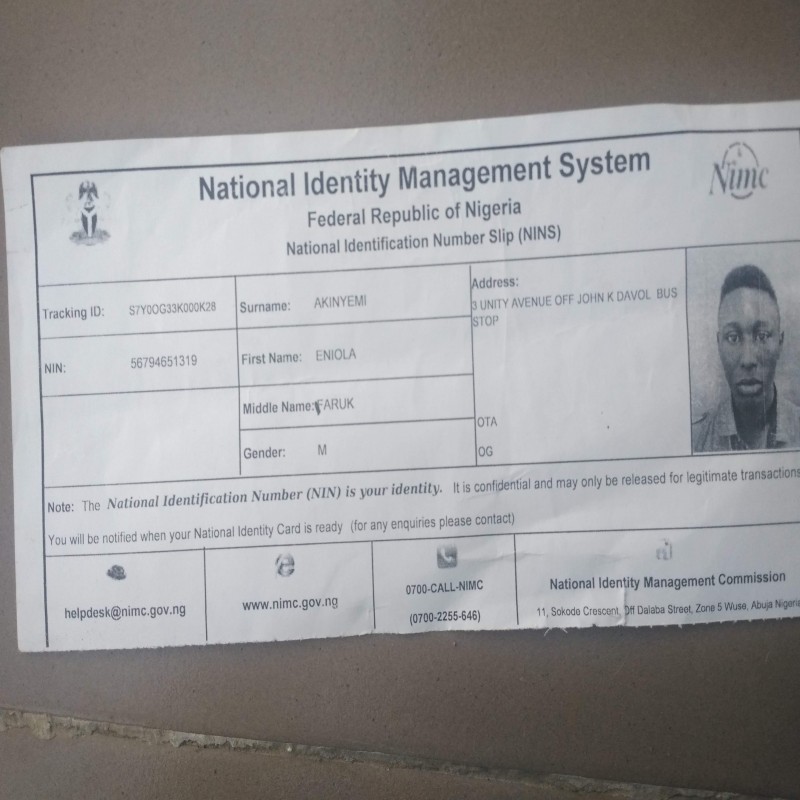 National Identity Management System
Federal Republic of Nigeria
National Identification Number Slip (NINS)
Nimc
Tracking ID: S7Y0OG33K000K28
Surname: AKINYEMI
Address:
3 UNITY AVENUE OFF JOHN K DAVOL BUS
STOP
NIN: 56794651319
First Name: ENIOLA
Middle Name: FARUK
OTA
Gender: M
OG
Note: The National Identification Number (NIN) is your identity. It is confidential and may only be released for legitimate transactions
You will be notified when your National Identity Card is ready (for any enquiries please contact)
helpdesk@nimc.gov.ng
www.nimc.gov.ng
0700-CALL-NIMC
(0700-2255-646)
National Identity Management Commission
11, Sokode Crescent, Off Dalaba Street, Zone 5 Wuse, Abuja Nigeria